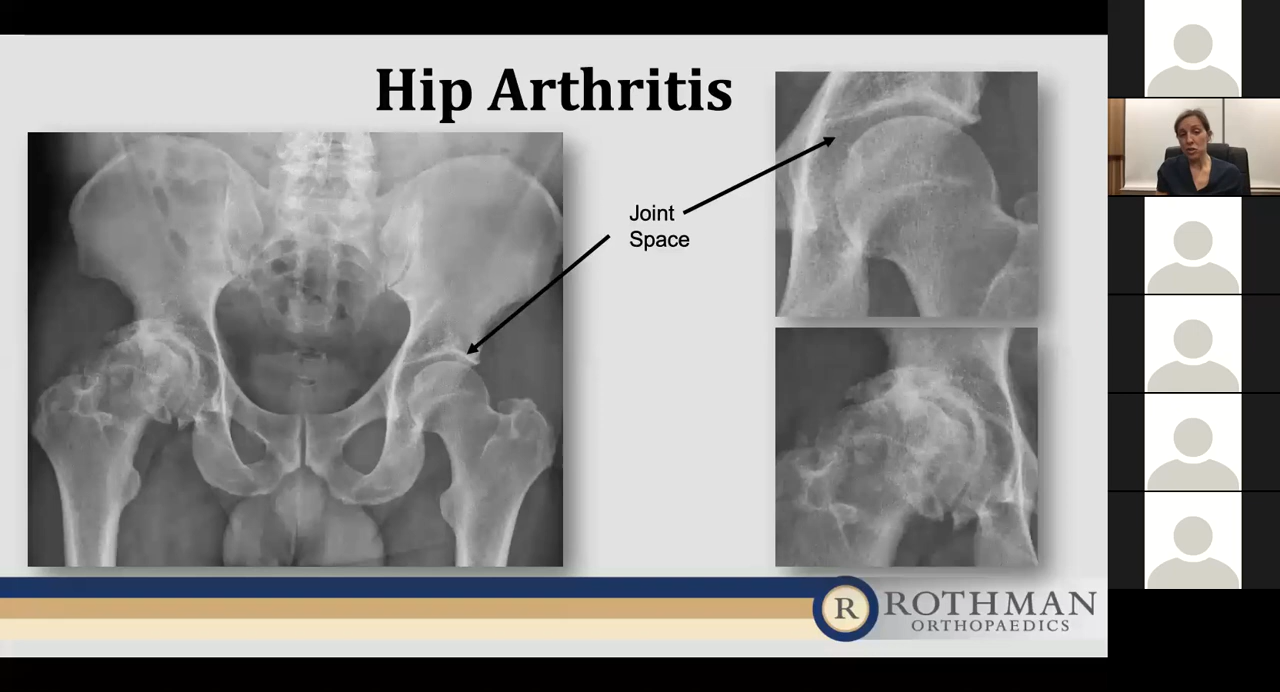 Hip Arthritis
Joint
Space
R
ROTHMAN
ORTHOPAEDICS